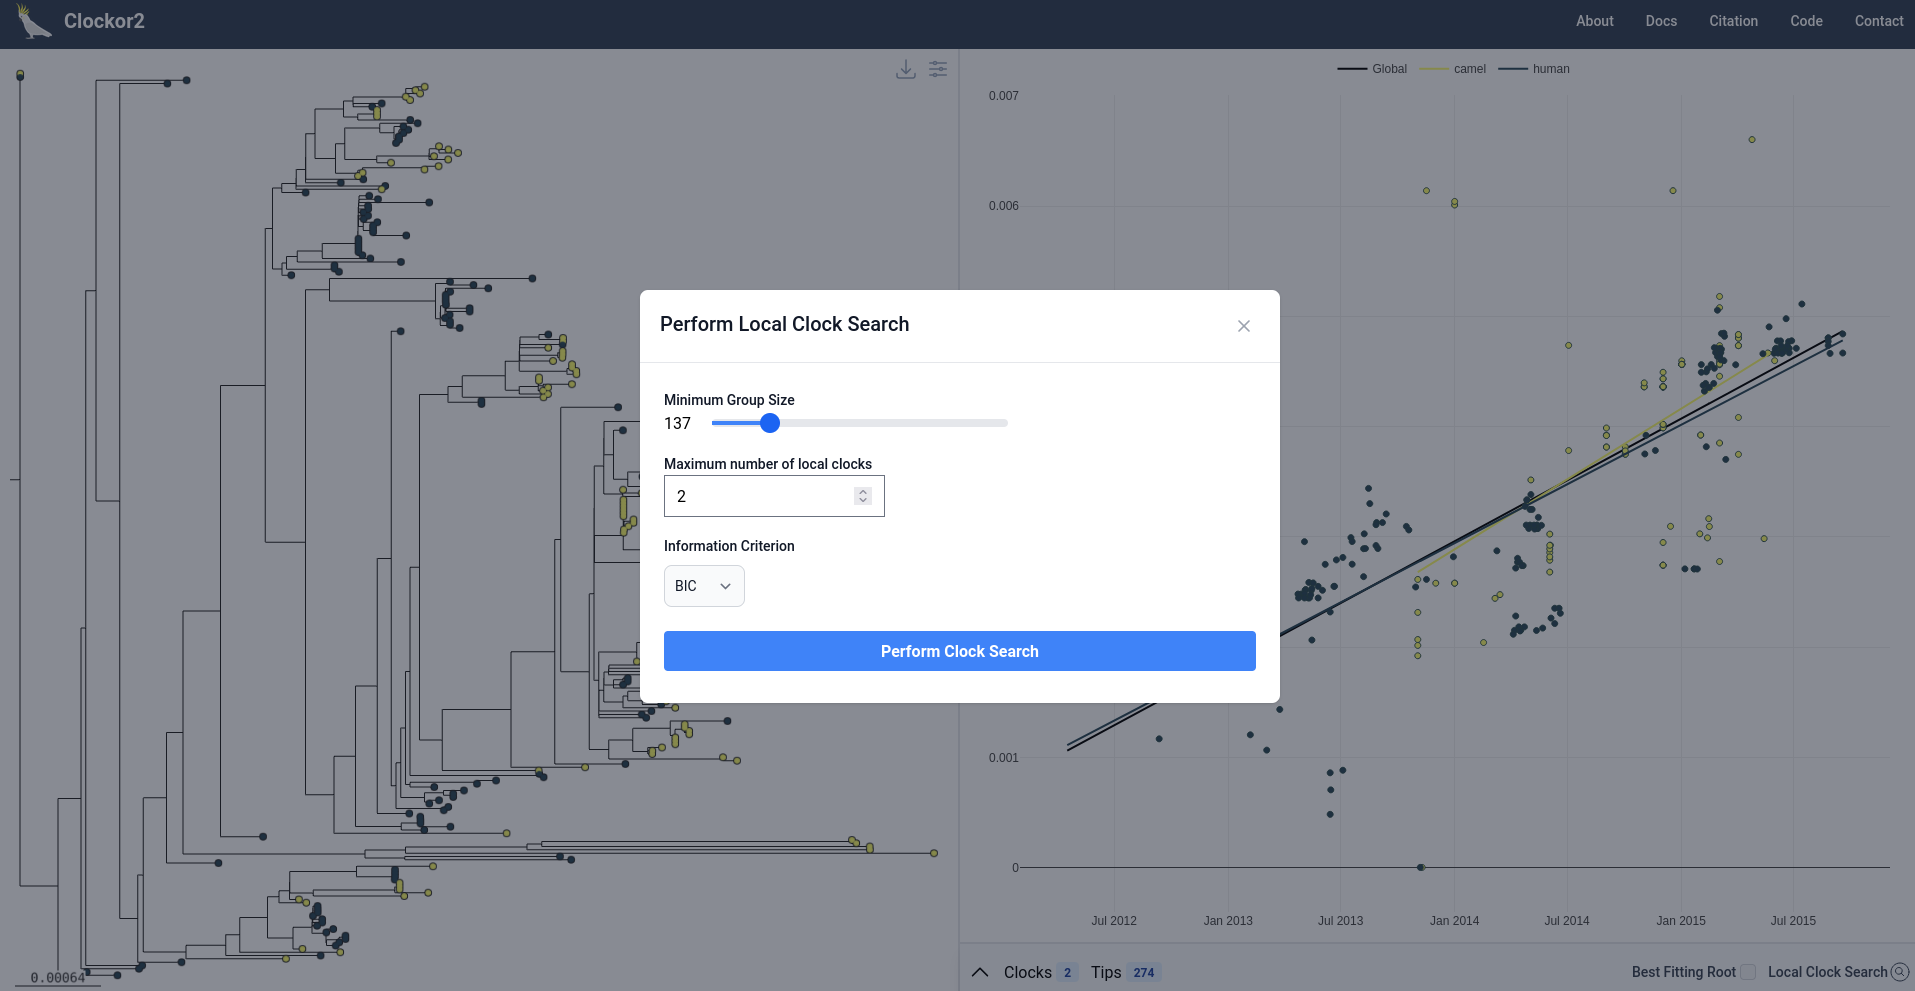 Clockor2
About Docs Citation Code Contact
Global camel human
0.007
0.006
0.001
0
Jul 2012 Jan 2013 Jul 2013 Jan 2014 Jul 2014 Jan 2015 Jul 2015
0.00064
Perform Local Clock Search
Minimum Group Size
137
Maximum number of local clocks
2
Information Criterion
BIC
Perform Clock Search
Clocks 2 Tips 274
Best Fitting Root Local Clock Search